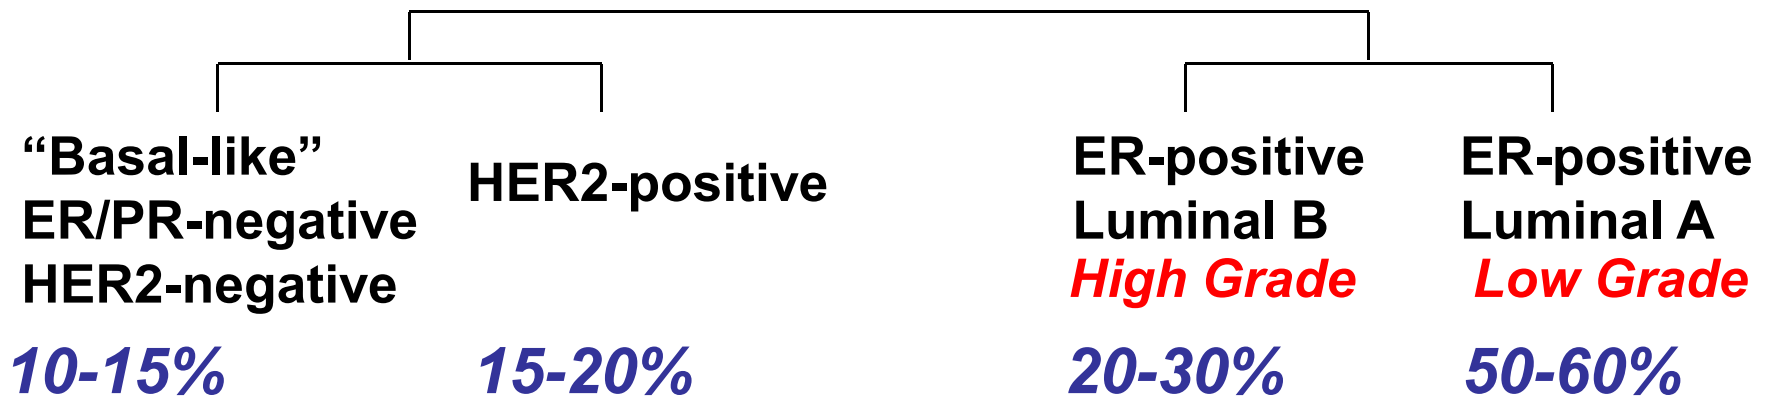 “Basal-like”
ER/PR-negative
HER2-negative
10-15%
HER2-positive
15-20%
ER-positive
Luminal B
High Grade
20-30%
ER-positive
Luminal A
Low Grade
50-60%